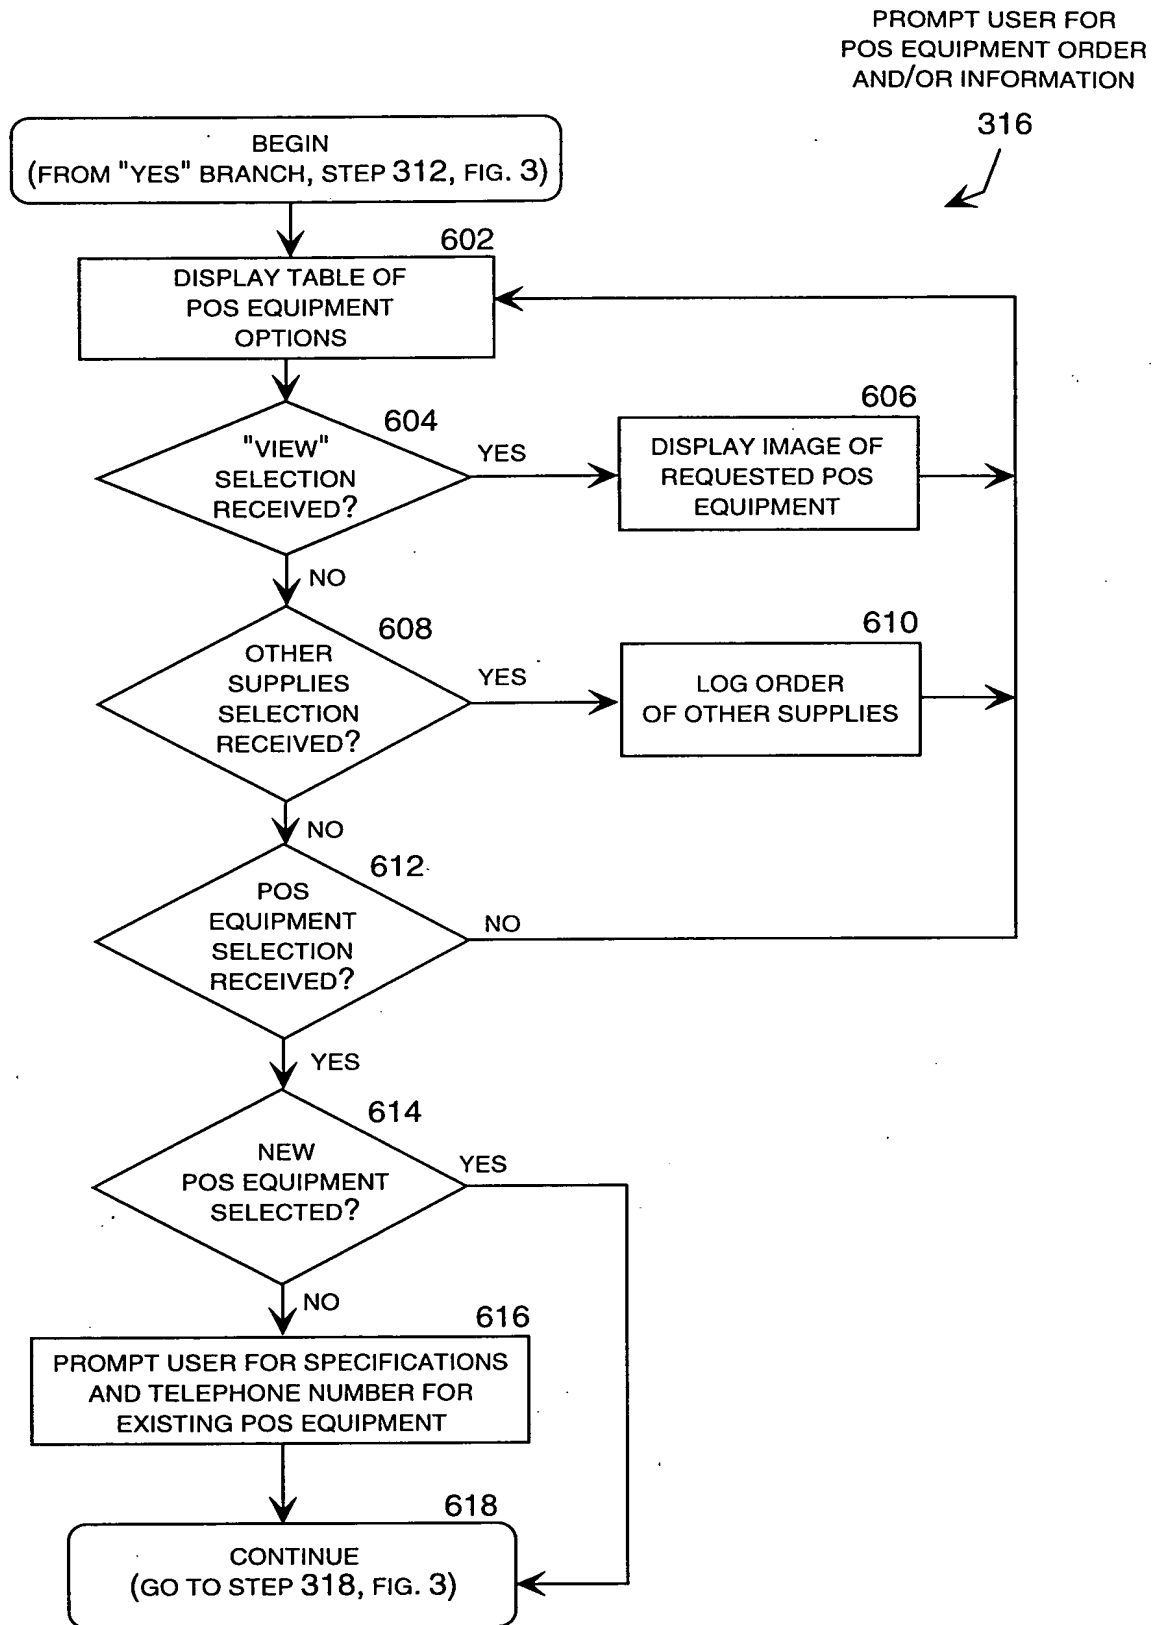 PROMPT USER FOR
POS EQUIPMENT ORDER
AND/OR INFORMATION
316
BEGIN
(FROM "YES" BRANCH, STEP 312, FIG. 3)
602
DISPLAY TABLE OF
POS EQUIPMENT
OPTIONS
604
"VIEW"
SELECTION
RECEIVED?
YES
606
DISPLAY IMAGE OF
REQUESTED POS
EQUIPMENT
NO
608
OTHER
SUPPLIES
SELECTION
RECEIVED?
YES
610
LOG ORDER
OF OTHER SUPPLIES
NO
612
POS
EQUIPMENT
SELECTION
RECEIVED?
NO
YES
614
NEW
POS EQUIPMENT
SELECTED?
YES
NO
616
PROMPT USER FOR SPECIFICATIONS
AND TELEPHONE NUMBER FOR
EXISTING POS EQUIPMENT
618
CONTINUE
(GO TO STEP 318, FIG. 3)